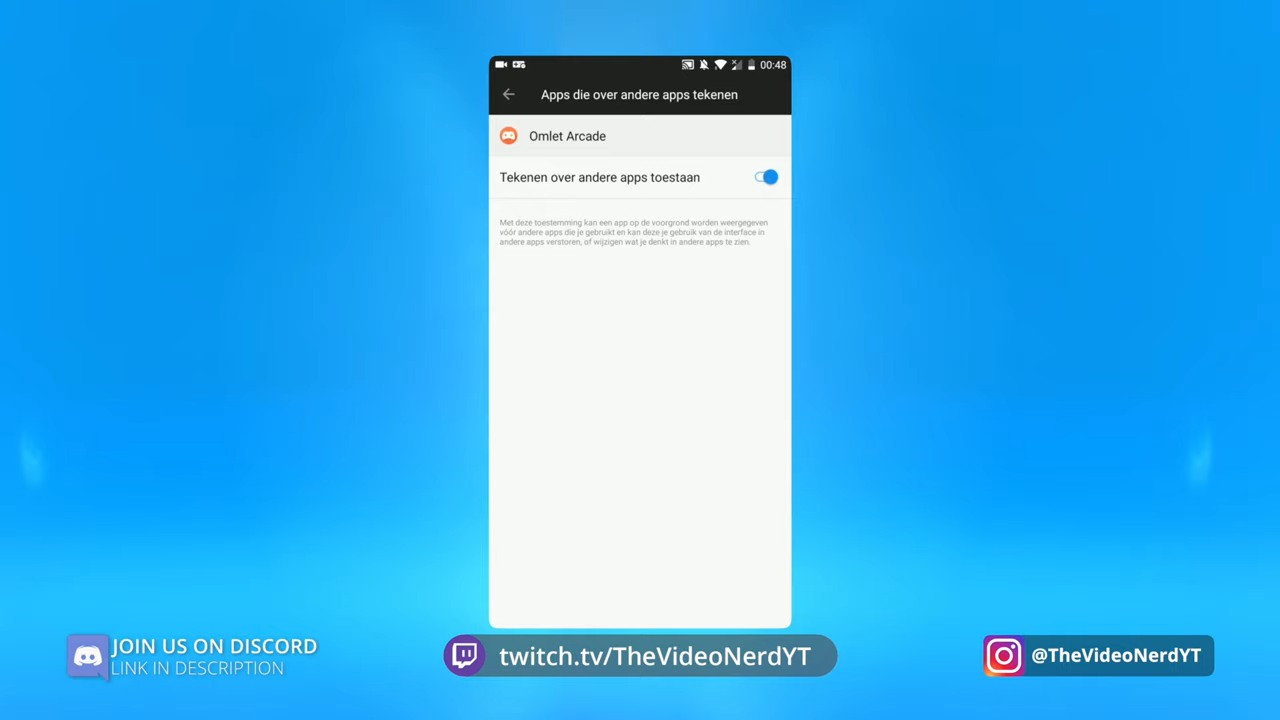 00:48
Apps die over andere apps tekenen
Omlet Arcade
Tekenen over andere apps toestaan
Met deze toestemming kan een app op de voorgrond worden weergegeven
vóór andere apps die je gebruikt en kan deze je gebruik van de interface in
andere apps verstoren, of wijzigen wat je denkt in andere apps te zien.
JOIN US ON DISCORD
LINK IN DESCRIPTION
twitch.tv/TheVideoNerdYT
@TheVideoNerdYT